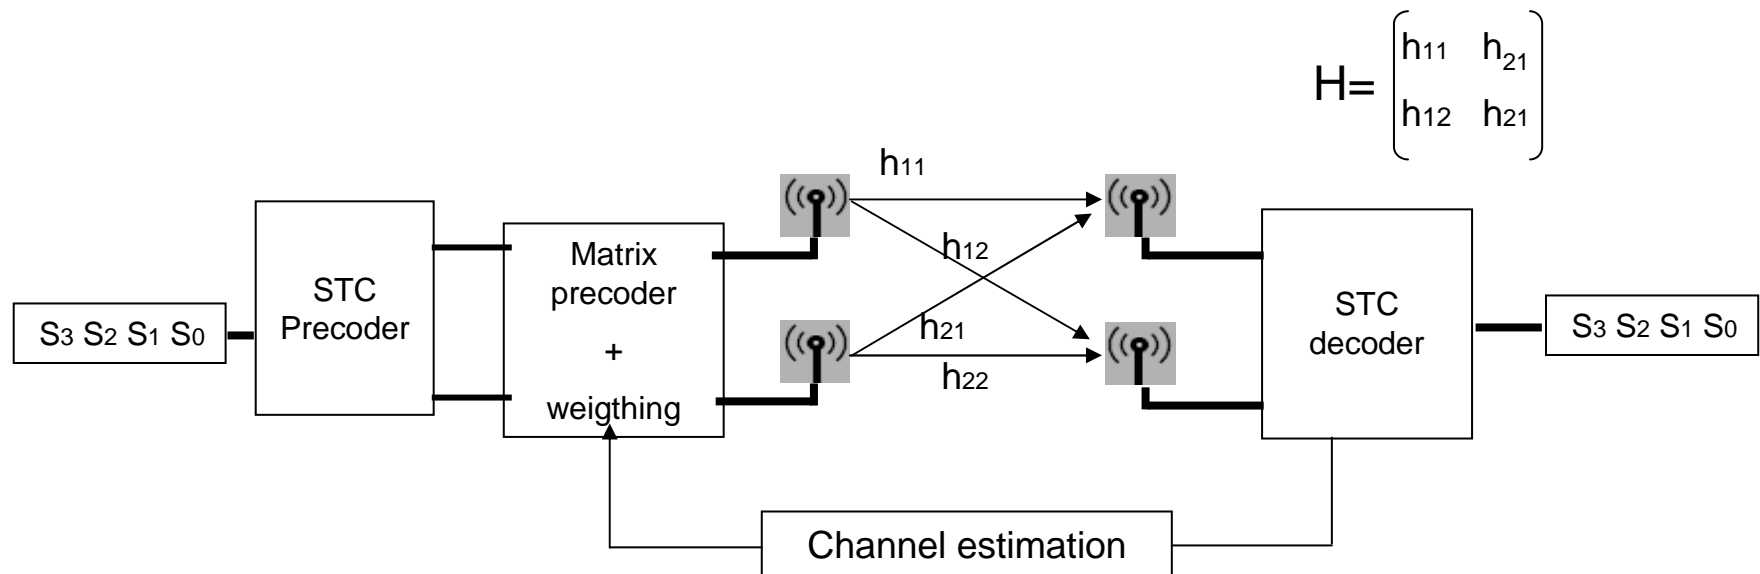 H= h11 h21
h12 h21
h11
STC
Precoder
Matrix
precoder
+
weigthing
h12
h21
h22
STC
decoder
S3 S2 S1 S0
S3 S2 S1 S0
Channel estimation